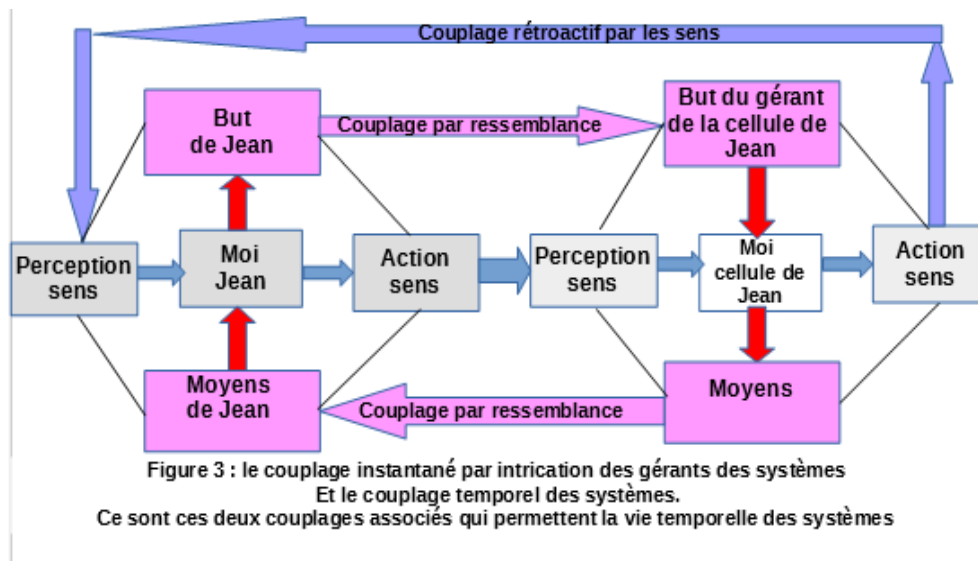 Couplage rétroactif par les sens
But
de Jean
Couplage par ressemblance
But du gérant
de la cellule de
Jean
Perception
sens
Moi
Jean
Action
sens
Perception
sens
Moi
cellule de
Jean
Action
sens
Moyens
de Jean
Couplage par ressemblance
Moyens
Figure 3 : le couplage instantané par intrication des gérants des systèmes
Et le couplage temporel des systèmes.
Ce sont ces deux couplages associés qui permettent la vie temporelle des systèmes